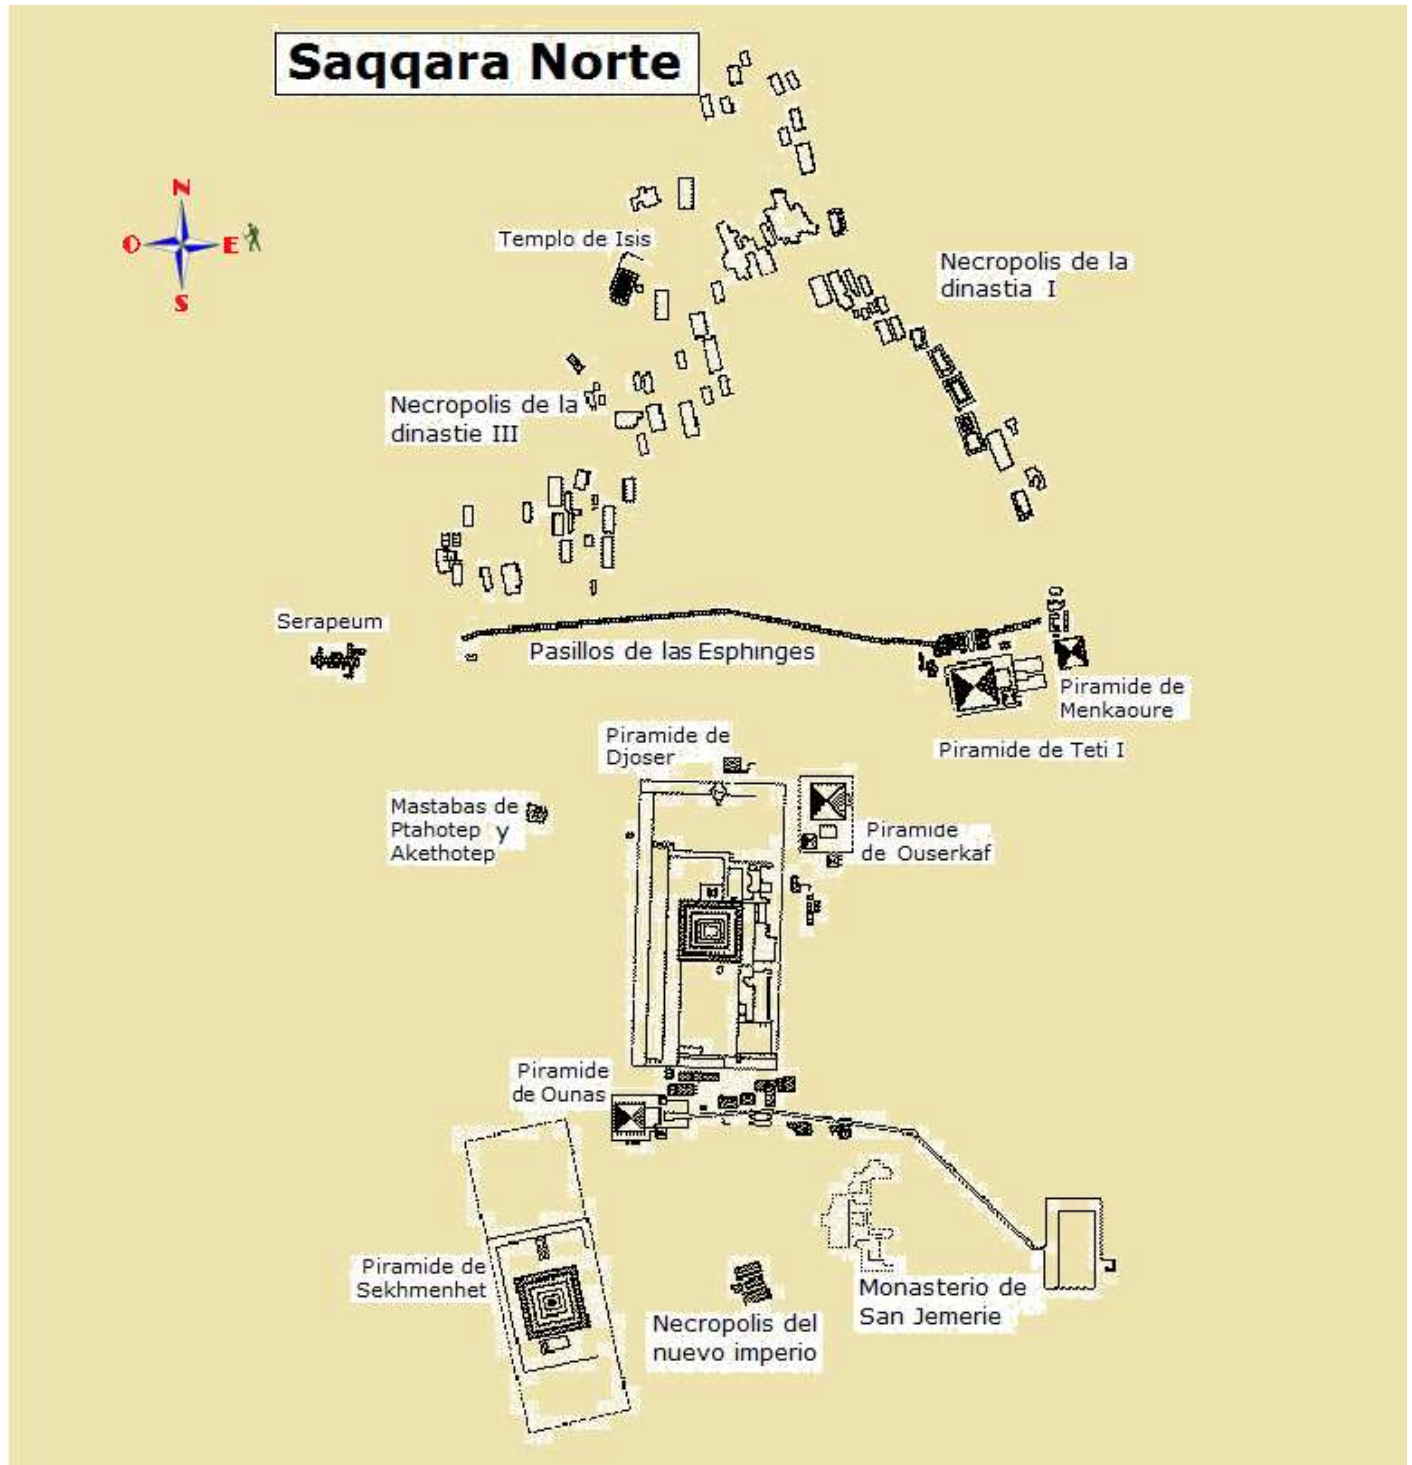 Saqqara Norte
N
O
E
S
Templo de Isis
Necropolis de la
dinastia I
Necropolis de la
dinastie III
Serapeum
Pasillos de las Esphinges
Piramide de
Menkaoure
Piramide de Teti I
Piramide de
Djoser
Mastabas de
Ptahotep y
Akethotep
Piramide
de Ouserkaf
Piramide
de Ounas
Piramide de
Sekhmenhet
Monasterio de
San Jemerie
Necropolis del
nuevo imperio